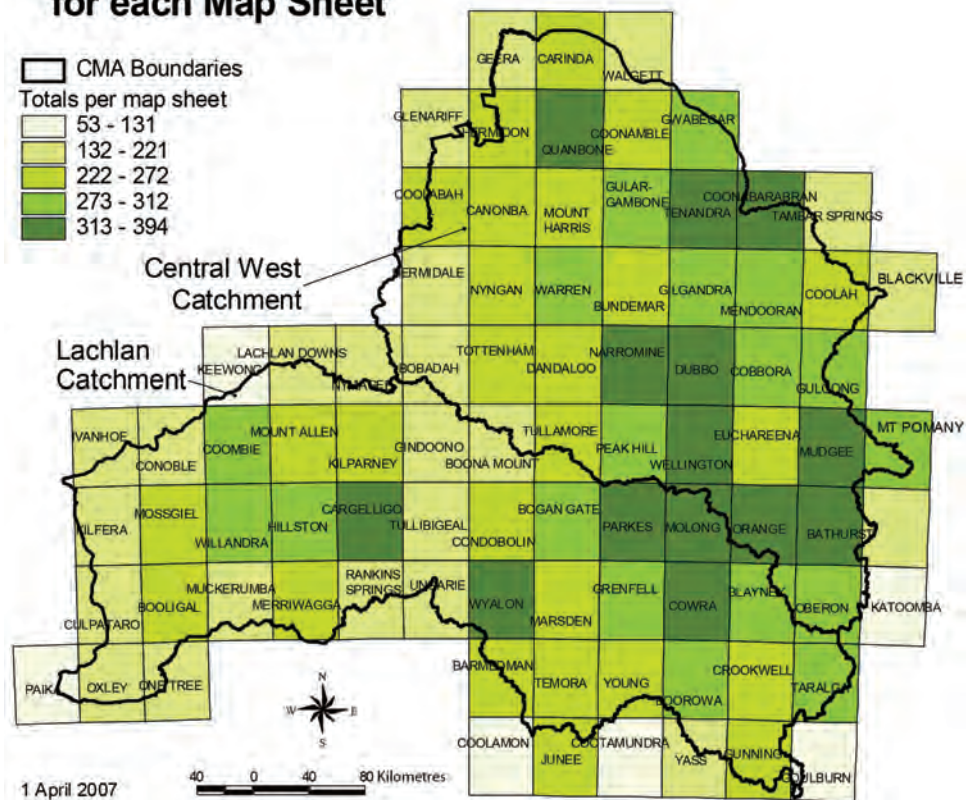 for each Map Sheet
CMA Boundaries
Totals per map sheet
53 - 131
132 - 221
222 - 272
273 - 312
313 - 394
GEERA CARINDA
WALGETT
GLENARIFF
GWABEGAR
COONAMBLE
QUANBONE
COOLABAH
CANONBA
MOUNT
HARRIS
GULAR-
GAMBONE
TENANDRA
COONABARABRAN
TAMBAR SPRINGS
Central West
Catchment
NYNGAN WARREN
BUNDEMAR
GILGANDRA
MENDOORAN
COOLAH
BLACKVILLE
Lachlan
Catchment
LACHLAN DOWNS
KEEWONG
BOBADAH
TOTTENHAM
DANDALOO
NARROMINE
DUBBO
COBBORA
GULGONG
IVANHOE
CONOBLE
COOMBIE
MOUNT ALLEN
KILPARNEY
GINDOONO
BOONA MOUNT
TULLAMORE
PEAK HILL
WELLINGTON
EUCHAREENA
MUDGEE
MT POMANY
MOSSGIEL
WILLANDRA
HILLSTON
CARGELLIGO
TULLIBIGEAL
CONDOBOLIN
BOGAN GATE
PARKES
MOLONG
ORANGE
BATHURST
CULPATARO
BOOLIGAL
MUCKERUMBA
MERRIWAGGA
RANKINS
SPRINGS
UNGARIE
WYALON
MARSDEN
GRENFELL
COWRA
BLAYNEY
OBERON
KATOOMBA
OXLEY
ONE TREE
BARMEDMAN
TEMORA
YOUNG
BOOROWA
CROOKWELL
TARALGA
COOLAMON
JUNEE
COOTAMUNDRA
YASS
GUNNING
GOULBURN
N
W E
S
40 0 40 80 Kilometres
1 April 2007